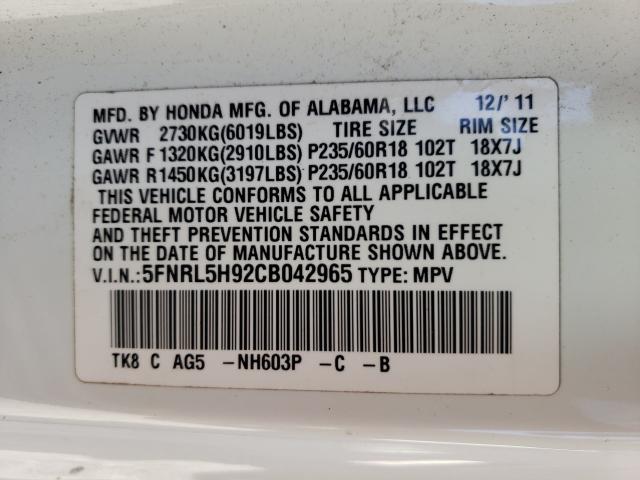 MFD. BY HONDA MFG. OF ALABAMA, LLC 12/'11
GVWR 2730KG(6019LBS) TIRE SIZE RIM SIZE
GAWR F 1320KG(2910LBS) P235/60R18 102T 18X7J
GAWR R1450KG(3197LBS) P235/60R18 102T 18X7J
THIS VEHICLE CONFORMS TO ALL APPLICABLE
FEDERAL MOTOR VEHICLE SAFETY
AND THEFT PREVENTION STANDARDS IN EFFECT
ON THE DATE OF MANUFACTURE SHOWN ABOVE.
V.I.N.:5FNRL5H92CB042965 TYPE: MPV
TK8 C AG5 -NH603P -C -B